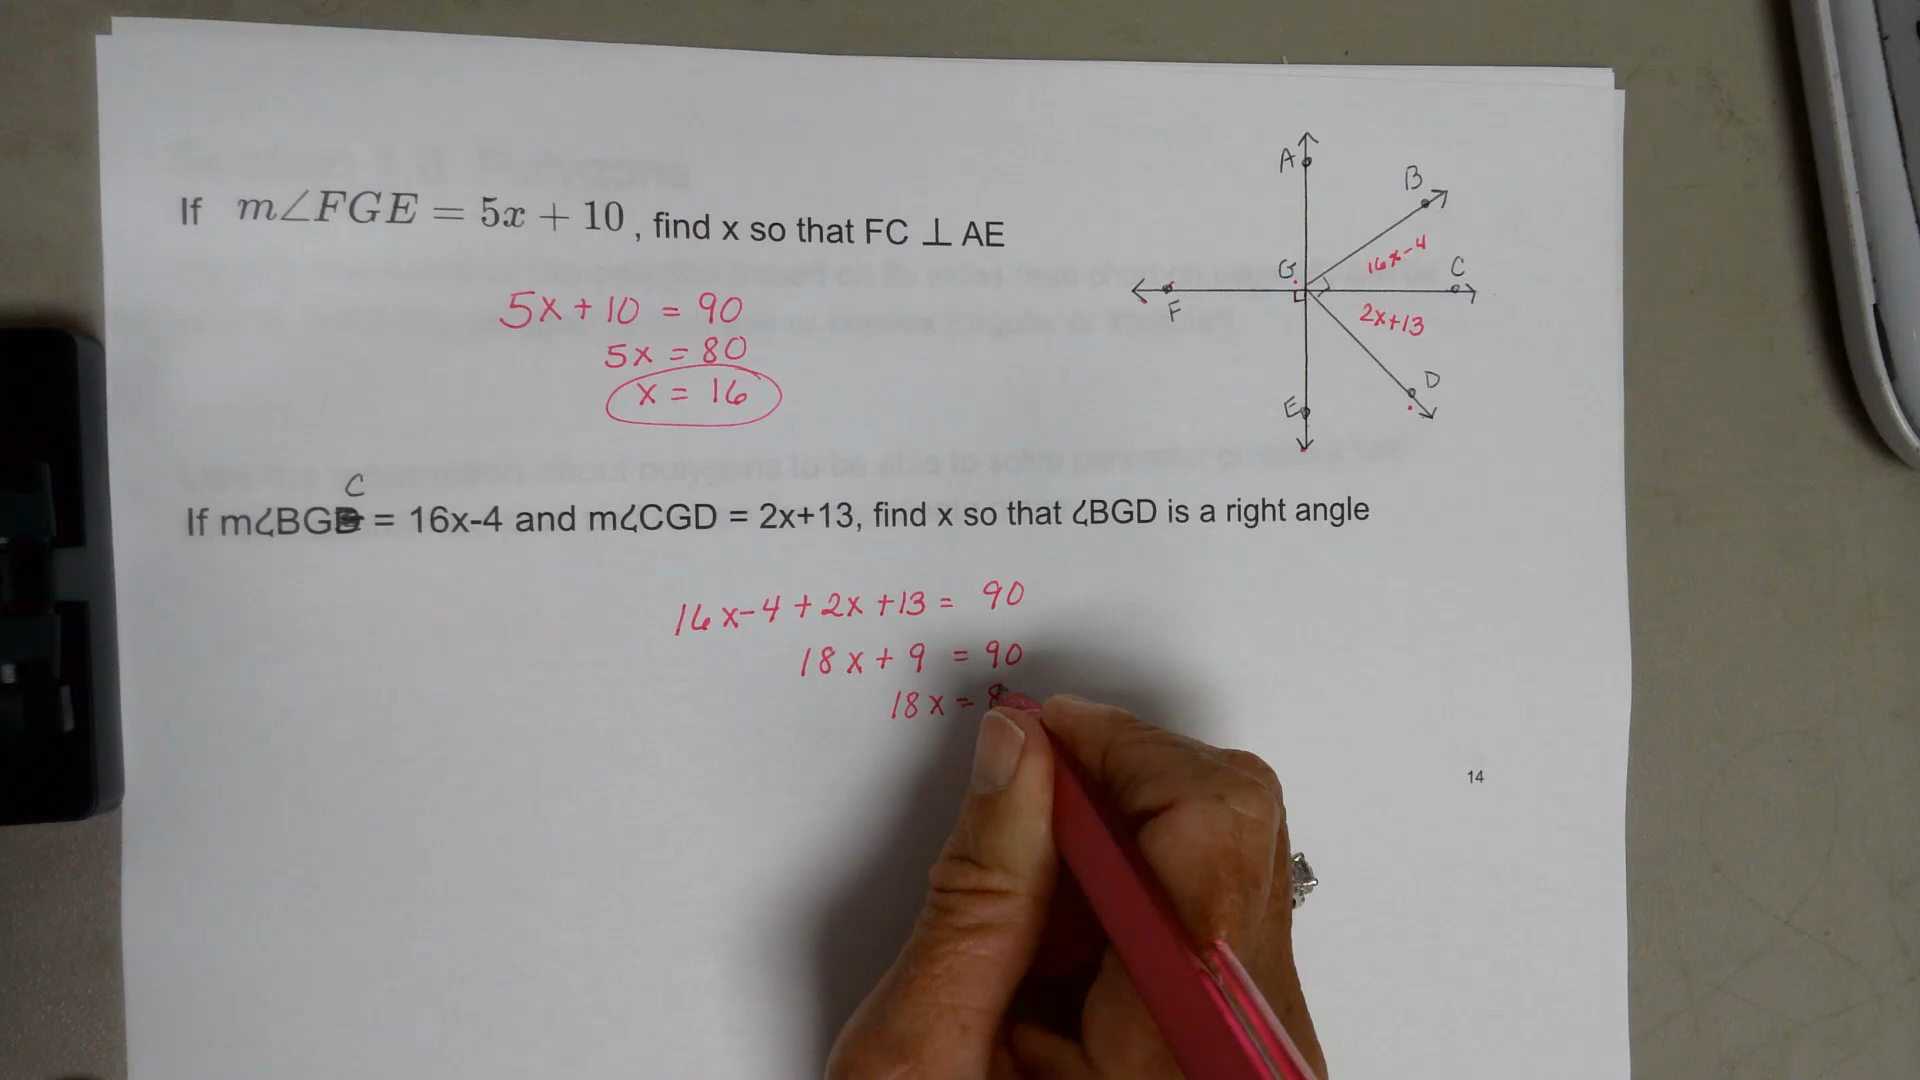 If m∠FGE = 5x + 10, find x so that FC ⊥ AE
5x + 10 = 90
5x = 80
x = 16
A
B
16x-4
G
C
F
2x+13
D
E
C
If m∠BG = 16x-4 and m∠CGD = 2x+13, find x so that ∠BGD is a right angle
16x-4 + 2x + 13 = 90
18x + 9 = 90
18x = 8
14